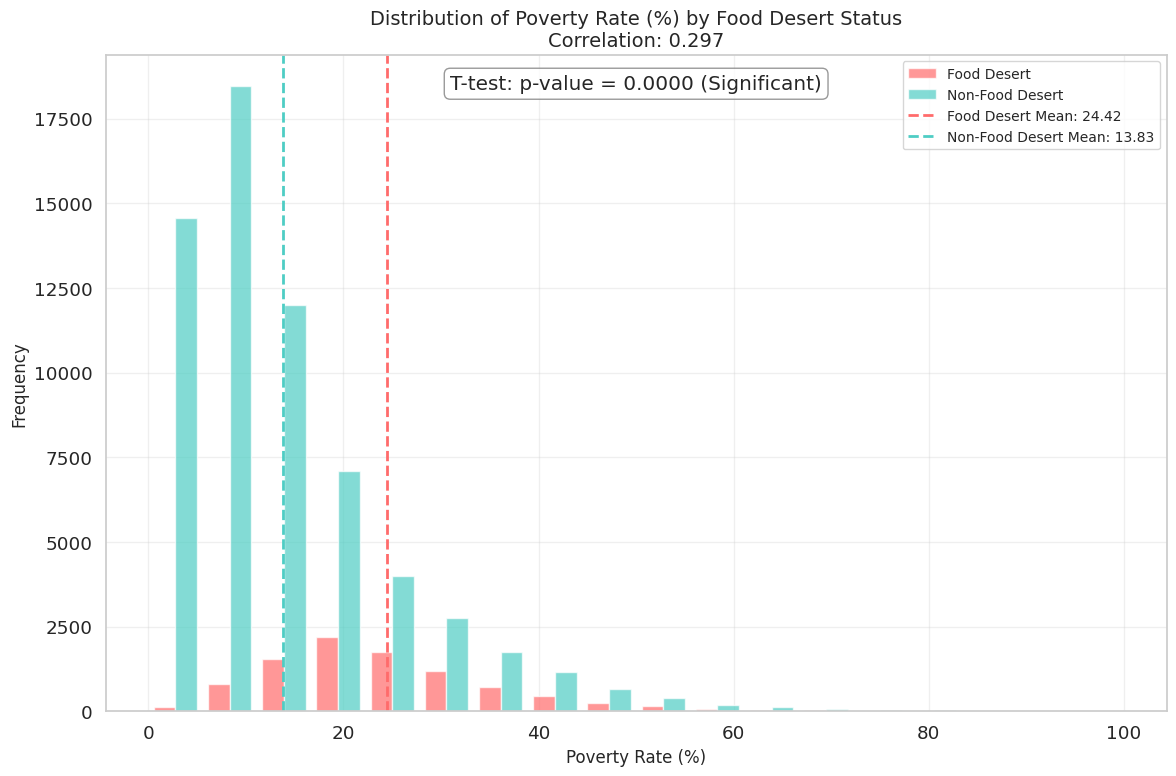 Distribution of Poverty Rate (%) by Food Desert Status
Correlation: 0.297
T-test: p-value = 0.0000 (Significant)
Food Desert
Non-Food Desert
Food Desert Mean: 24.42
Non-Food Desert Mean: 13.83
Frequency
17500
15000
12500
10000
7500
5000
2500
0
0 20 40 60 80 100
Poverty Rate (%)